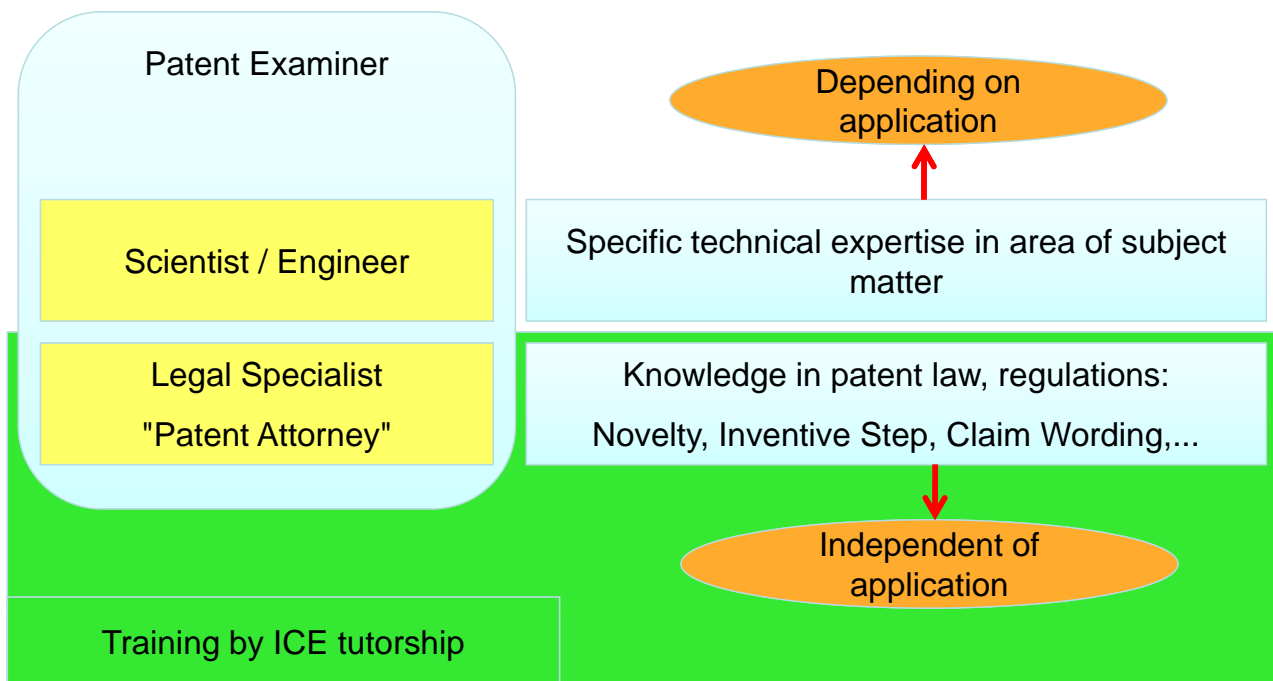 Patent Examiner
Depending on
application
Scientist / Engineer
Specific technical expertise in area of subject
matter
Legal Specialist
"Patent Attorney"
Knowledge in patent law, regulations:
Novelty, Inventive Step, Claim Wording,...
Independent of
application
Training by ICE tutorship